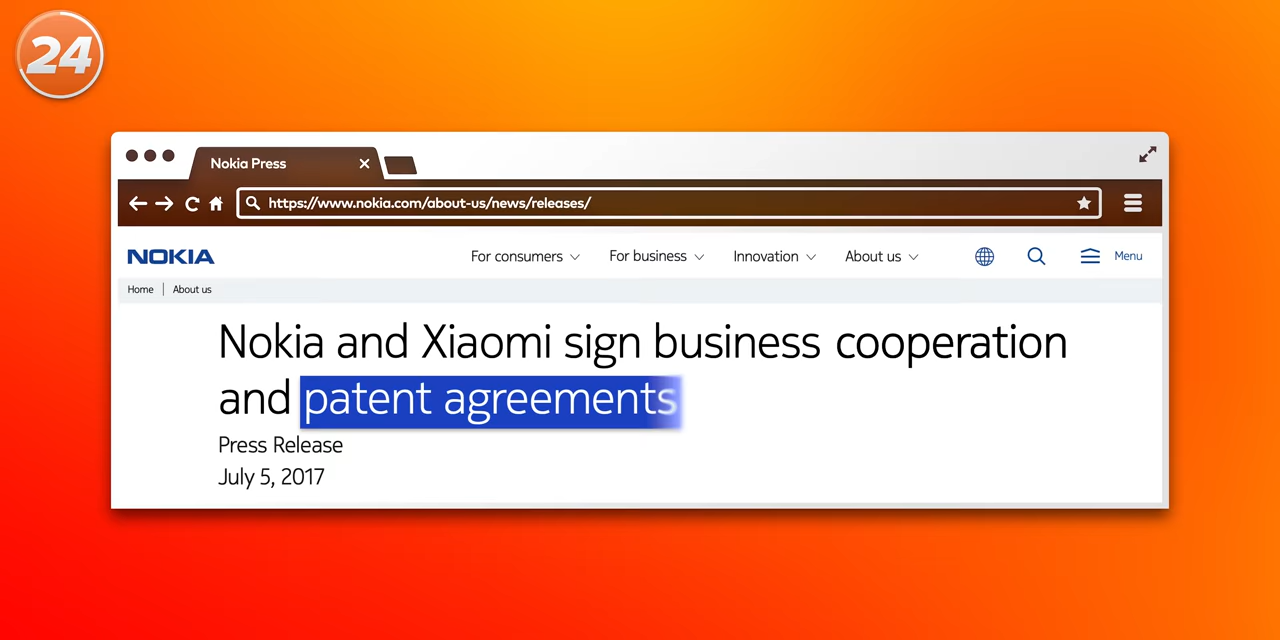 24
Nokia Press
https://www.nokia.com/about-us/news/releases/
NOKIA For consumers For business Innovation About us Menu
Home About us
Nokia and Xiaomi sign business cooperation
and patent agreements
Press Release
July 5, 2017